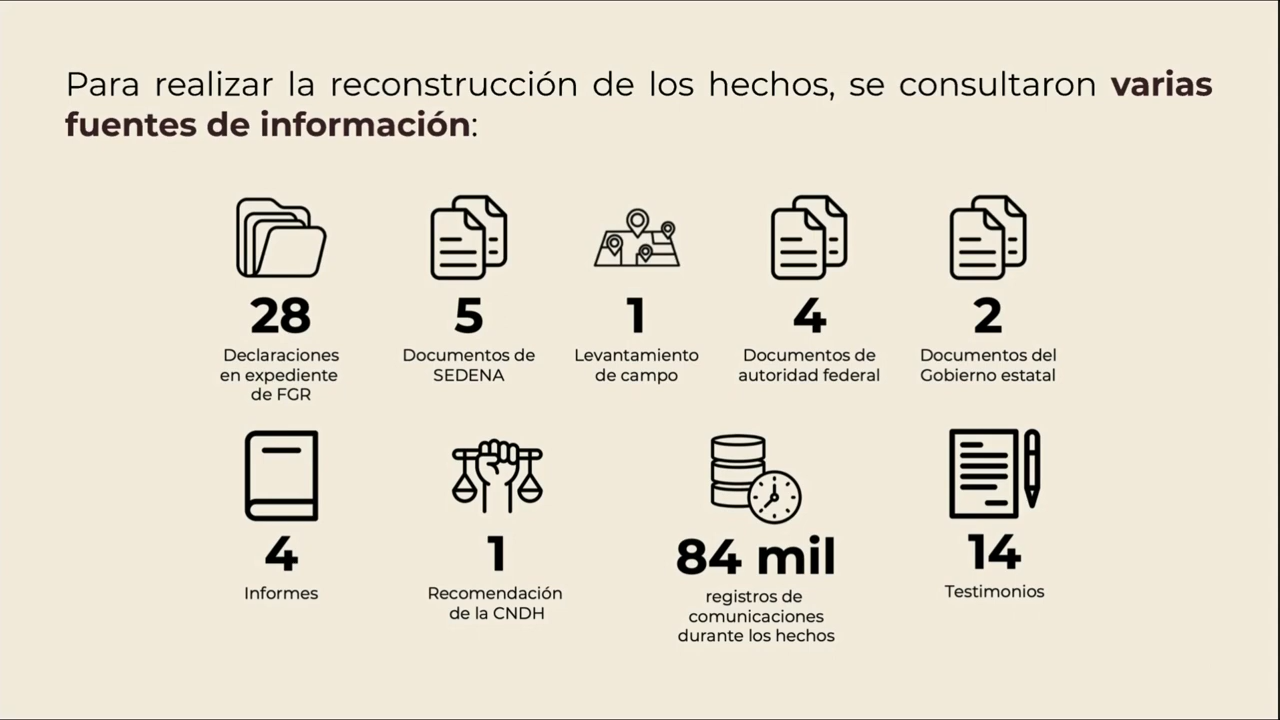 Para realizar la reconstrucción de los hechos, se consultaron varias
fuentes de información:
28
Declaraciones
en expediente
de FGR
5
Documentos de
SEDENA
1
Levantamiento
de campo
4
Documentos de
autoridad federal
2
Documentos del
Gobierno estatal
4
Informes
1
Recomendación
de la CNDH
84 mil
registros de
comunicaciones
durante los hechos
14
Testimonios